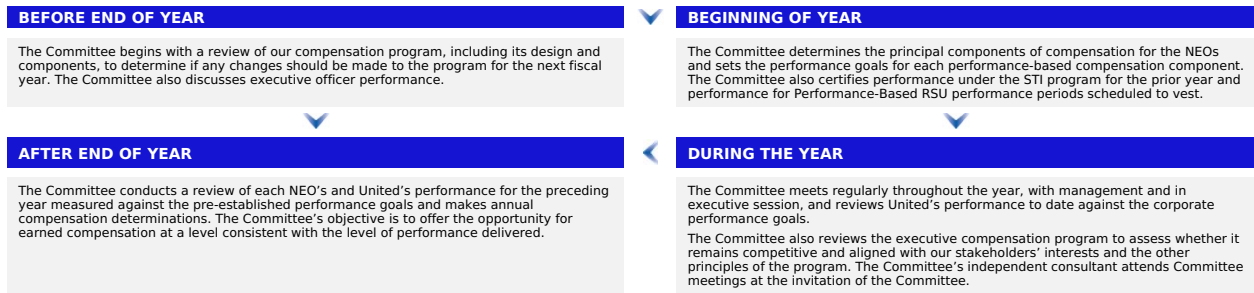 BEFORE END OF YEAR
The Committee begins with a review of our compensation program, including its design and
components, to determine if any changes should be made to the program for the next fiscal
year. The Committee also discusses executive officer performance.
BEGINNING OF YEAR
The Committee determines the principal components of compensation for the NEOs
and sets the performance goals for each performance-based compensation component.
The Committee also certifies performance under the STI program for the prior year and
performance for Performance-Based RSU performance periods scheduled to vest.
AFTER END OF YEAR
The Committee conducts a review of each NEO’s and United’s performance for the preceding
year measured against the pre-established performance goals and makes annual
compensation determinations. The Committee’s objective is to offer the opportunity for
earned compensation at a level consistent with the level of performance delivered.
DURING THE YEAR
The Committee meets regularly throughout the year, with management and in
executive session, and reviews United’s performance to date against the corporate
performance goals.
The Committee also reviews the executive compensation program to assess whether it
remains competitive and aligned with our stakeholders’ interests and the other
principles of the program. The Committee’s independent consultant attends Committee
meetings at the invitation of the Committee.